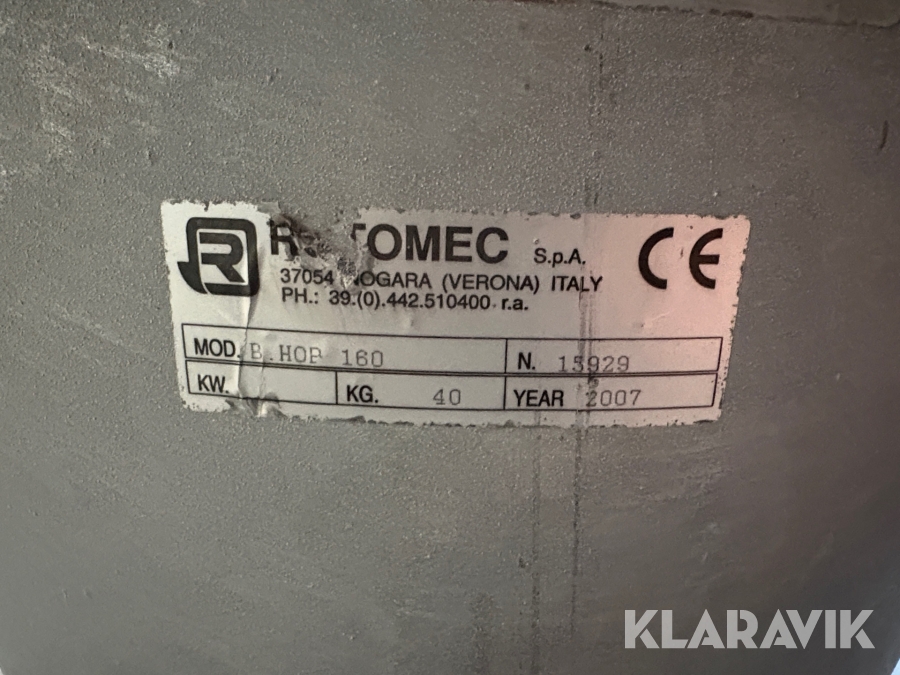 R
ROTOMEC S.p.A. CE
37054 NOGARA (VERONA) ITALY
PH.: 39.(0).442.510400 r.a.
MOD. B.HOP 160 N. 15929
KW. KG. 40 YEAR 2007
KLARAVIK